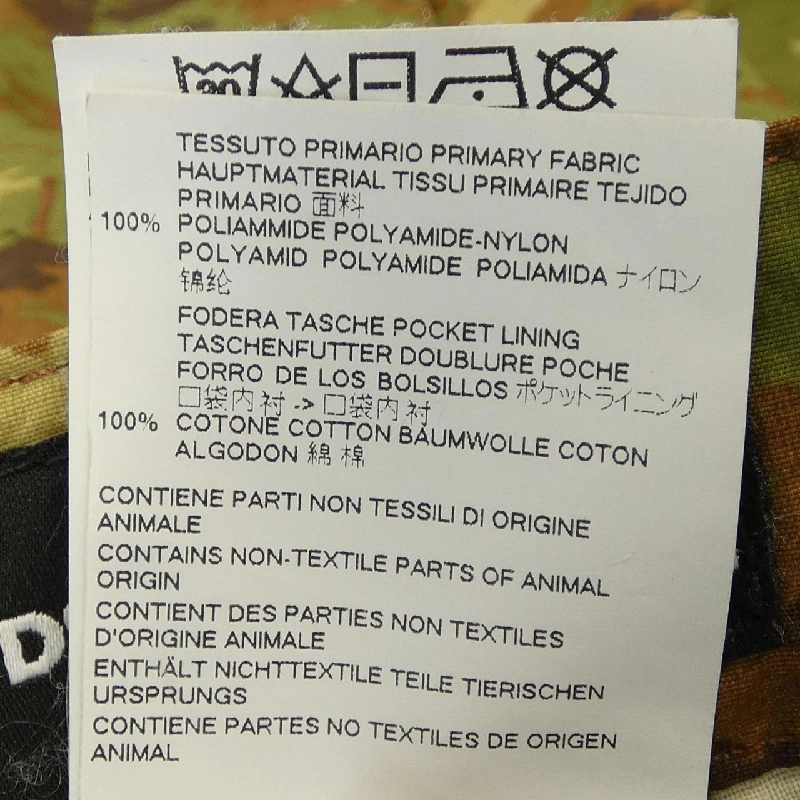 30
TESSUTO PRIMARIO PRIMARY FABRIC
HAUPTMATERIAL TISSU PRIMAIRE TEJIDO
PRIMARIO 面料
100% POLIAMMIDE POLYAMIDE-NYLON
POLYAMID POLYAMIDE POLIAMIDA ナイロン
锦纶
FODERA TASCHE POCKET LINING
TASCHENFUTTER DOUBLURE POCHE
FORRO DE LOS BOLSILLOS ポケットライニング
口袋内衬 -> 口袋内衬
100% COTONE COTTON BAUMWOLLE COTON
ALGODON 綿 棉
CONTIENE PARTI NON TESSILI DI ORIGINE
ANIMALE
CONTAINS NON-TEXTILE PARTS OF ANIMAL
ORIGIN
CONTIENT DES PARTIES NON TEXTILES
D'ORIGINE ANIMALE
ENTHÄLT NICHTTEXTILE TEILE TIERISCHEN
URSPRUNGS
CONTIENE PARTES NO TEXTILES DE ORIGEN
ANIMAL
D